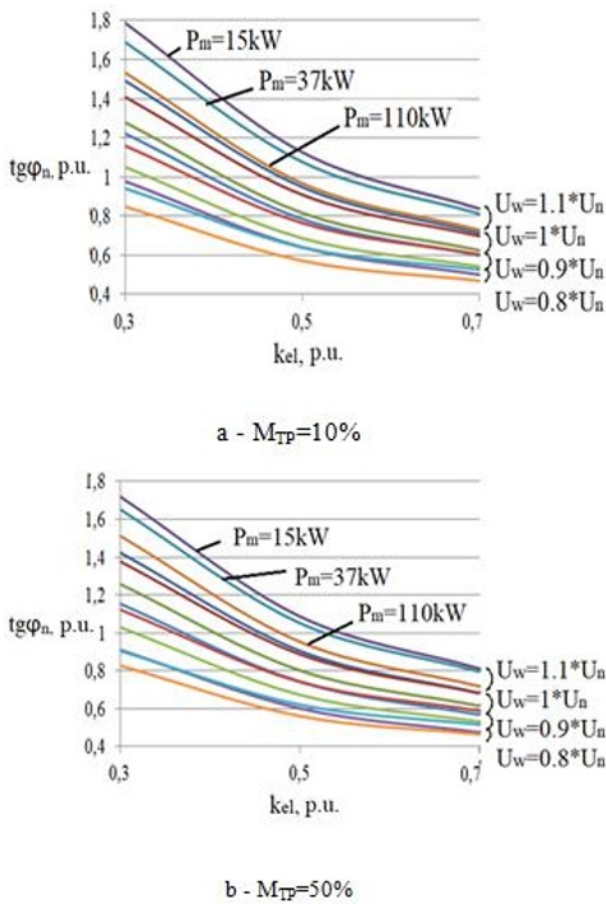 1,8
1,6
1,4
1,2
1
0,8
0,6
0,4
tgφn, p.u.
Pm=15kW
Pm=37kW
Pm=110kW
Uw=1.1*Un
Uw=1*Un
Uw=0.9*Un
Uw=0.8*Un
0,3 0,5 0,7
kel, p.u.
a - MTP=10%
1,8
1,6
1,4
1,2
1
0,8
0,6
0,4
tgφn, p.u.
Pm=15kW
Pm=37kW
Pm=110kW
Uw=1.1*Un
Uw=1*Un
Uw=0.9*Un
Uw=0.8*Un
0,3 0,5 0,7
kel, p.u.
b - MTP=50%